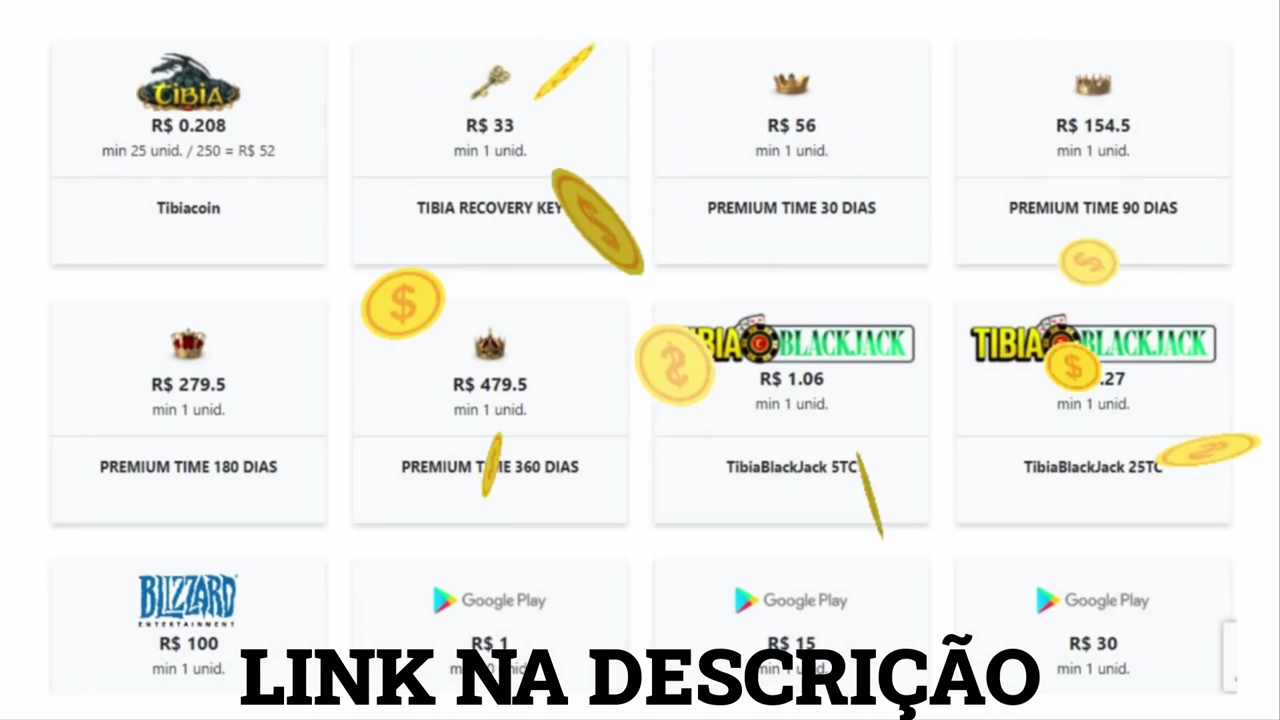 TIBIA
R$ 0.208
min 25 unid. / 250 = R$ 52
Tibiacoin
R$ 33
min 1 unid.
TIBIA RECOVERY KEY
R$ 56
min 1 unid.
PREMIUM TIME 30 DIAS
R$ 154.5
min 1 unid.
PREMIUM TIME 90 DIAS
R$ 279.5
min 1 unid.
PREMIUM TIME 180 DIAS
R$ 479.5
min 1 unid.
PREMIUM TIME 360 DIAS
BLACKJACK
R$ 1.06
min 1 unid.
TibiaBlackJack 5TC
TIBIA BLACKJACK
.27
min 1 unid.
TibiaBlackJack 25TC
BLIZZARD
ENTERTAINMENT
R$ 100
min 1 unid.
Google Play
R$ 1
Google Play
R$ 15
Google Play
R$ 30
min 1 unid.
LINK NA DESCRIÇÃO